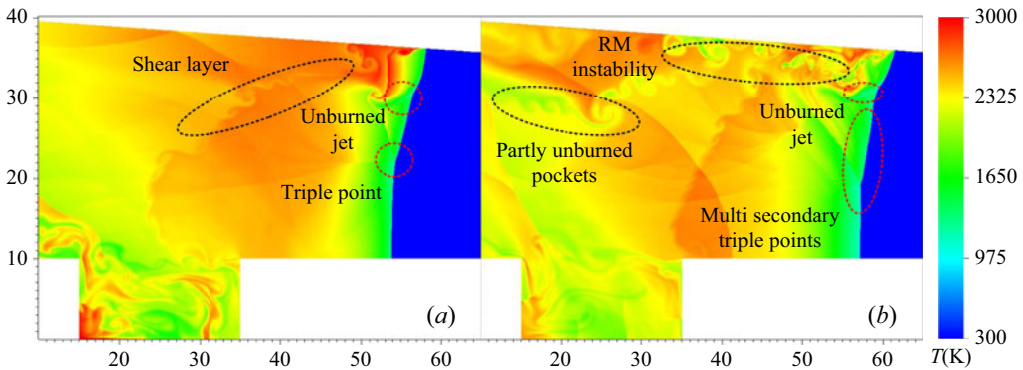 40
30
20
10
Shear layer
Unburned
jet
Triple point
(a)
20 30 40 50 60
RM
instability
Unburned
jet
Partly unburned
pockets
Multi secondary
triple points
(b)
20 30 40 50 60
3000
2325
1650
975
300
T(K)